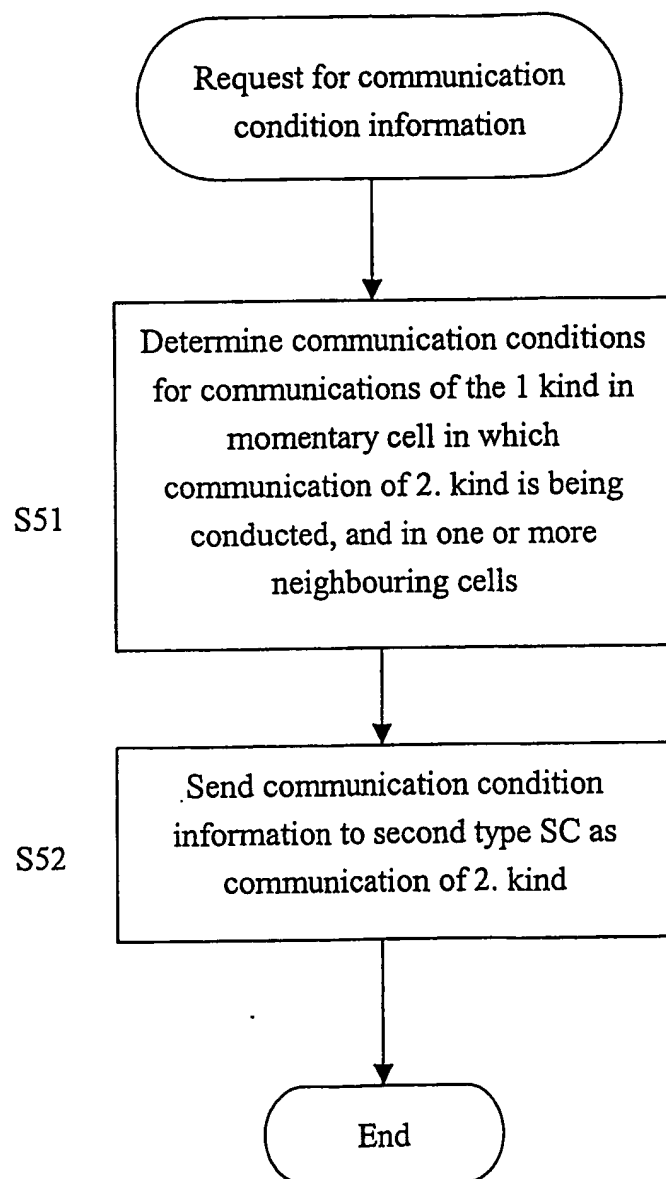 Request for communication
condition information
Determine communication conditions
for communications of the 1 kind in
momentary cell in which
communication of 2. kind is being
conducted, and in one or more
neighbouring cells
S51
Send communication condition
information to second type SC as
communication of 2. kind
S52
End